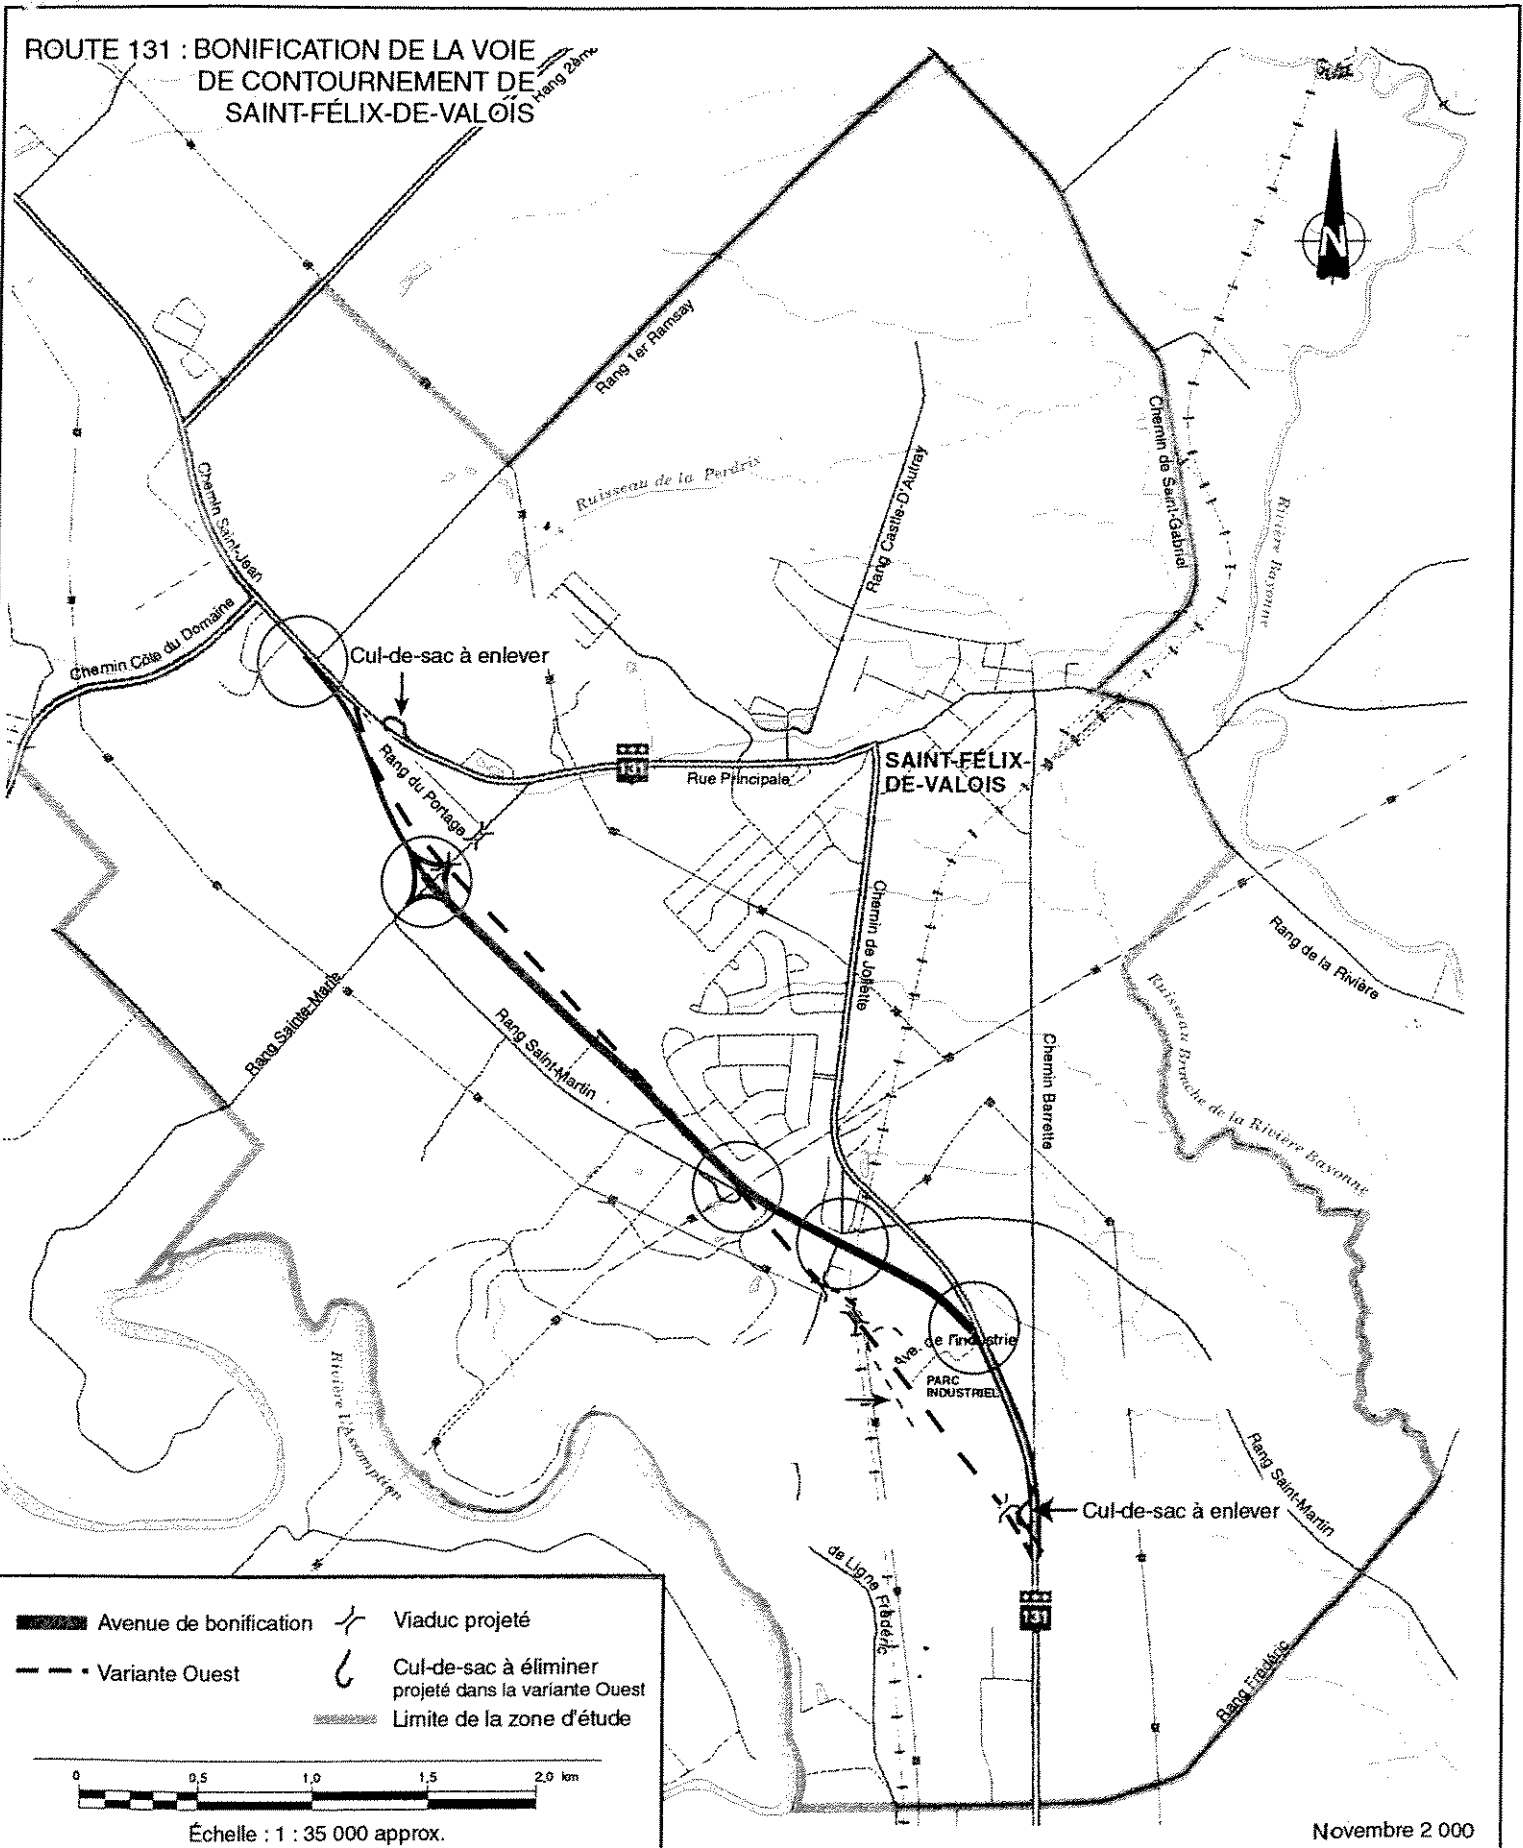 ROUTE 131 : BONIFICATION DE LA VOIE
DE CONTOURNEMENT DE
SAINT-FÉLIX-DE-VALOIS
Rang 2ème
N
Rang 1er Ramsay
Chemin de Saint-Gabriel
Rivière Bayonne
Ruisseau de la Perdrix
Rang Castle-D'Autray
Chemin Saint-Jean
Chemin Côte du Domaine
Cul-de-sac à enlever
Rang du Portage
131
Rue Principale
SAINT-FÉLIX-
DE-VALOIS
Chemin de Joliette
Rang de la Rivière
Rang Sainte-Marie
Rang Saint-Martin
Chemin Barrette
Ruisseau Branche de la Rivière Bayonne
Rivière L'Assomption
Ave. de l'industrie
PARC
INDUSTRIEL
Rang Saint-Martin
Cul-de-sac à enlever
de Ligne Frédéric
131
Rang Frédéric
Avenue de bonification
Viaduc projeté
Variante Ouest
Cul-de-sac à éliminer
projeté dans la variante Ouest
Limite de la zone d'étude
0 0,5 1,0 1,5 2,0 km
Échelle : 1 : 35 000 approx.
Novembre 2 000